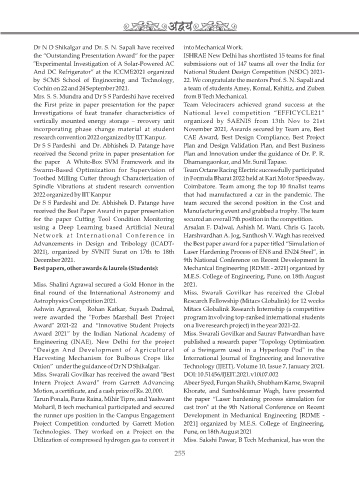 अद्वय
Dr N D Shikalgar and Dr. S. N. Sapali have received
the "Outstanding Presentation Award" for the paper
"Experimental Investigation of A Solar-Powered AC
And DC Refrigerator" at the ICCME2021 organized
by SCMS School of Engineering and Technology,
Cochin on 22 and 24 September 2021.
Mrs. S. S. Mundra and Dr S S Pardeshi have received
the First prize in paper presentation for the paper
Investigations of heat transfer characteristics of
vertically mounted energy storage – recovery unit
incorporating phase change material at student
research convention 2022 organized by IIT Kanpur.
Dr S S Pardeshi and Dr. Abhishek D. Patange have
received the Second prize in paper presentation for
the paper A White-Box SVM Framework and its
Swarm-Based Optimization for Supervision of
Toothed Milling Cutter through Characterization of
Spindle Vibrations at student research convention
2022 organized by IIT Kanpur
Dr S S Pardeshi and Dr. Abhishek D. Patange have
received the Best Paper Award in paper presentation
for the paper Cutting Tool Condition Monitoring
using a Deep Learning based Artificial Neural
Network at International Conference in
Advancements in Design and Tribology (ICADT-
2021), organized by SVNIT Surat on 17th to 18th
December 2021.
Best papers, other awards & laurels (Students):
Miss. Shalini Agrawal secured a Gold Honor in the
final round of the International Astronomy and
Astrophysics Competition 2021.
Ashwin Agrawal, Rohan Katkar, Suyash Dadmal,
were awarded the "Forbes Marshall Best Project
Award" 2021-22 and "Innovative Student Projects
Award 2021" by the Indian National Academy of
Engineering (INAE), New Delhi for the project
"Design And Development of Agricultural
Harvesting Mechanism for Bulbous Crops like
Onion" under the guidance of Dr N D Shikalgar.
Miss. Swarali Govilkar has received the award "Best
Intern Project Award" from Garrett Advancing
Motion, a certificate, and a cash prize of Rs. 20,000.
Tarun Ponala, Paras Raina, Mihir Tipre, and Yashwant
Moharil, B tech mechanical participated and secured
the runner ups position in the Campus Engagement
Project Competition conducted by Garrett Motion
Technologies. They worked on a Project on the
Utilization of compressed hydrogen gas to convert it
into Mechanical Work.
ISHRAE New Delhi has shortlisted 15 teams for final
submissions out of 147 teams all over the India for
National Student Design Competition (NSDC) 2021-
22. We congratulate the mentors Prof. S. N. Sapali and
a team of students Amey, Komal, Kshitiz, and Zuben
from B Tech Mechanical.
Team Velociracers achieved grand success at the
National level competition "EFFICYCLE21"
organized by SAENIS from 13th Nov to 21st
November 2021, Awards secured by Team are, Best
CAE Award, Best Design Compliance, Best Project
Plan and Design Validation Plan, and Best Business
Plan and Innovation under the guidance of Dr. P. R.
Dhamangaonkar, and Mr. Sunil Tapase.
Team Octane Racing Electric successfully participated
in Formula Bharat 2022 held at Kari Motor Speedway,
Coimbatore. Team among the top 10 finalist teams
that had manufactured a car in the pandemic. The
team secured the second position in the Cost and
Manufacturing event and grabbed a trophy. The team
secured an overall 7th position in the competition.
Arsalan F. Dalwai, Ashish M. Wani, Chris G. Jacob,
Hambvardhan A. Jog, Santhosh V. Wagh has received
the Best paper award for a paper titled "Simulation of
Laser Hardening Process of EN8 and EN24 Steel", in
9th National Conference on Recent Development In
Mechanical Engineering [RDME - 2021] organized by
M.E.S. College of Engineering, Pune, on 18th August
2021.
Miss. Swarali Govilkar has received the Global
Research Fellowship (Mitacs Globalink) for 12 weeks
Mitacs Globalink Research Internship (a competitive
program involving top-ranked international students
on a live research project) in the year 2021-22.
Miss. Swarali Govilkar and Saurav Patwardhan have
published a research paper "Topology Optimization
of a Swingarm used in a Hyperloop Pod" in the
International Journal of Engineering and Innovative
Technology (IJEIT), Volume 10, Issue 7, January 2021.
DOI: 10.51456/IJEIT.2021.v10i07.002
Abeer Syed, Furqan Shaikh, Shubham Karne, Swapnil
Khorate, and Santoshkumar Wagh, have presented
the paper "Laser hardening process simulation for
cast iron" at the 9th National Conference on Recent
Development in Mechanical Engineering [RDME -
2021] organized by M.E.S. College of Engineering,
Pune, on 18th August 2021
Miss. Sakshi Pawar, B Tech Mechanical, has won the
255